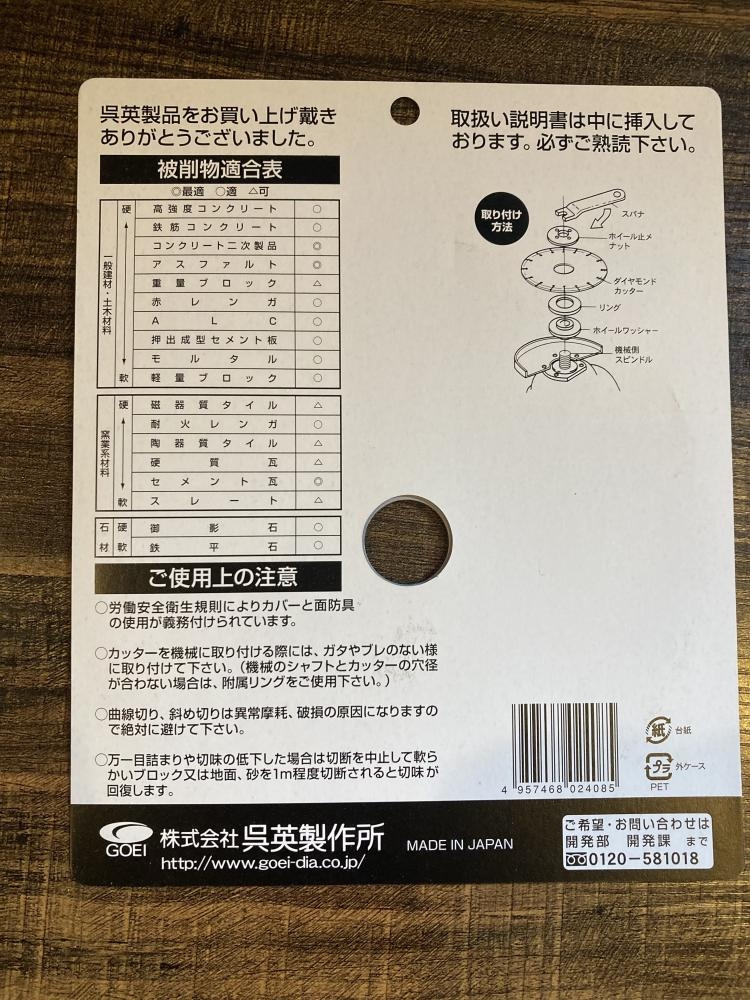 呉英製品をお買い上げ戴き
ありがとうございました。
被削物適合表
◎最適 ○適 △可
一般建材・土木材料
硬
軟
高強度コンクリート ○
鉄筋コンクリート ○
コンクリート二次製品 ◎
アスファルト ◎
重量ブロック △
赤レンガ ○
ALC ○
押出成型セメント板 ○
モルタル ○
軽量ブロック ○
窯業系材料
硬
軟
磁器質タイル △
耐火レンガ ○
陶器質タイル △
硬質瓦 △
セメント瓦 ◎
スレート △
石材
硬 御影石 ○
軟 鉄平石 ○
ご使用上の注意
○労働安全衛生規則によりカバーと面防具
の使用が義務付けられています。
○カッターを機械に取り付ける際には、ガタやブレのない様
に取り付けて下さい。(機械のシャフトとカッターの穴径
が合わない場合は、附属リングをご使用下さい。)
○曲線切り、斜め切りは異常摩耗、破損の原因になりますの
で絶対に避けて下さい。
○万一目詰まりや切味の低下した場合は切断を中止して軟ら
かいブロック又は地面、砂を1m程度切断されると切味が
回復します。
取扱い説明書は中に挿入して
おります。必ずご熟読下さい。
取り付け
方法
スパナ
ホイール止メ
ナット
ダイヤモンド
カッター
リング
ホイールワッシャー
機械側
スピンドル
4 957468 024085
紙 台紙
プラ 外ケース
PET
GOEI
株式会社 呉英製作所
http://www.goei-dia.co.jp/
MADE IN JAPAN
ご希望・お問い合わせは
開発部 開発課 まで
0120-581018